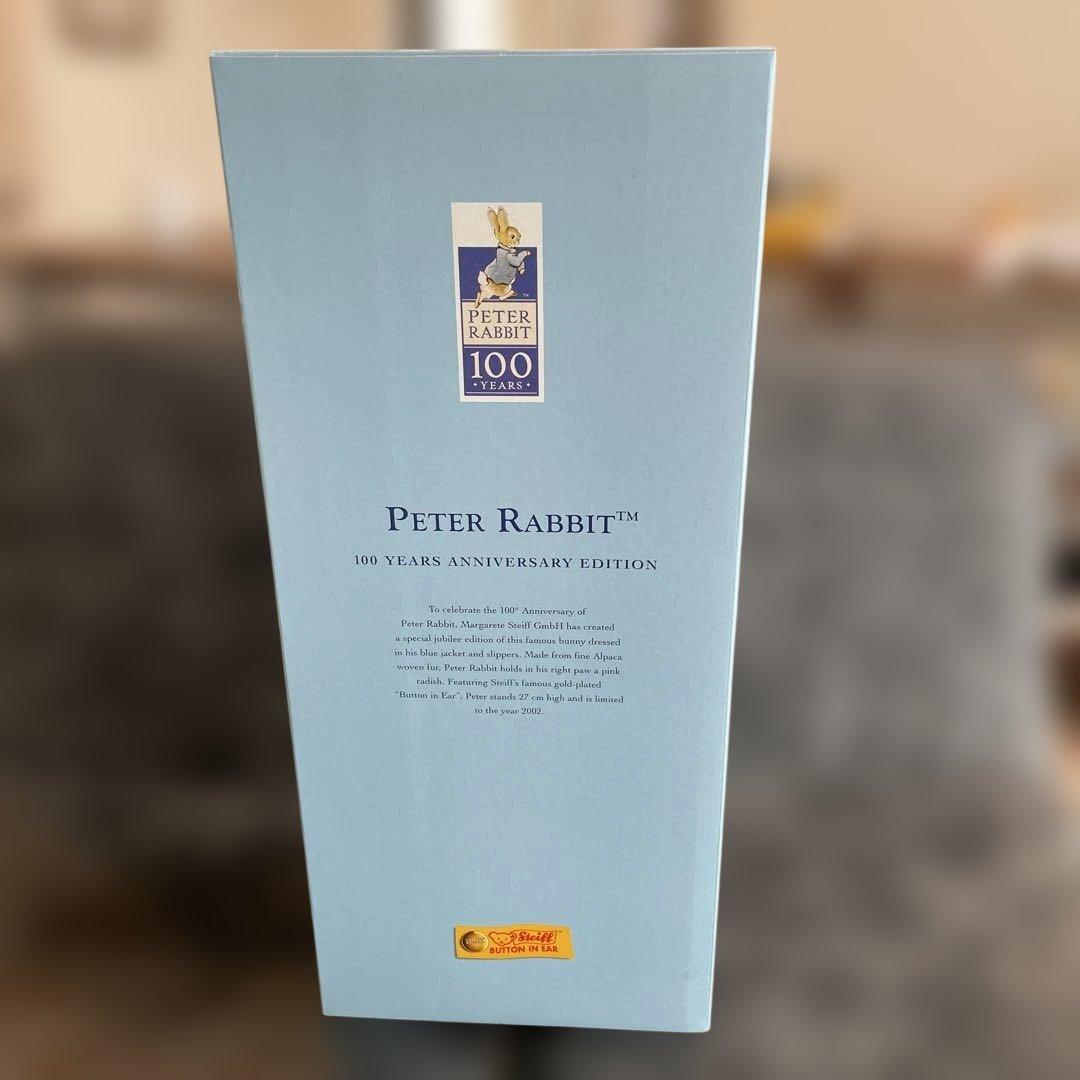 TM
PETER
RABBIT
100
• YEARS •
PETER RABBIT™
100 YEARS ANNIVERSARY EDITION
To celebrate the 100th Anniversary of
Peter Rabbit, Margarete Steiff GmbH has created
a special jubilee edition of this famous bunny dressed
in his blue jacket and slippers. Made from fine Alpaca
woven fur, Peter Rabbit holds in his right paw a pink
radish. Featuring Steiff's famous gold-plated
"Button in Ear", Peter stands 27 cm high and is limited
to the year 2002.
Steiff
BUTTON IN EAR